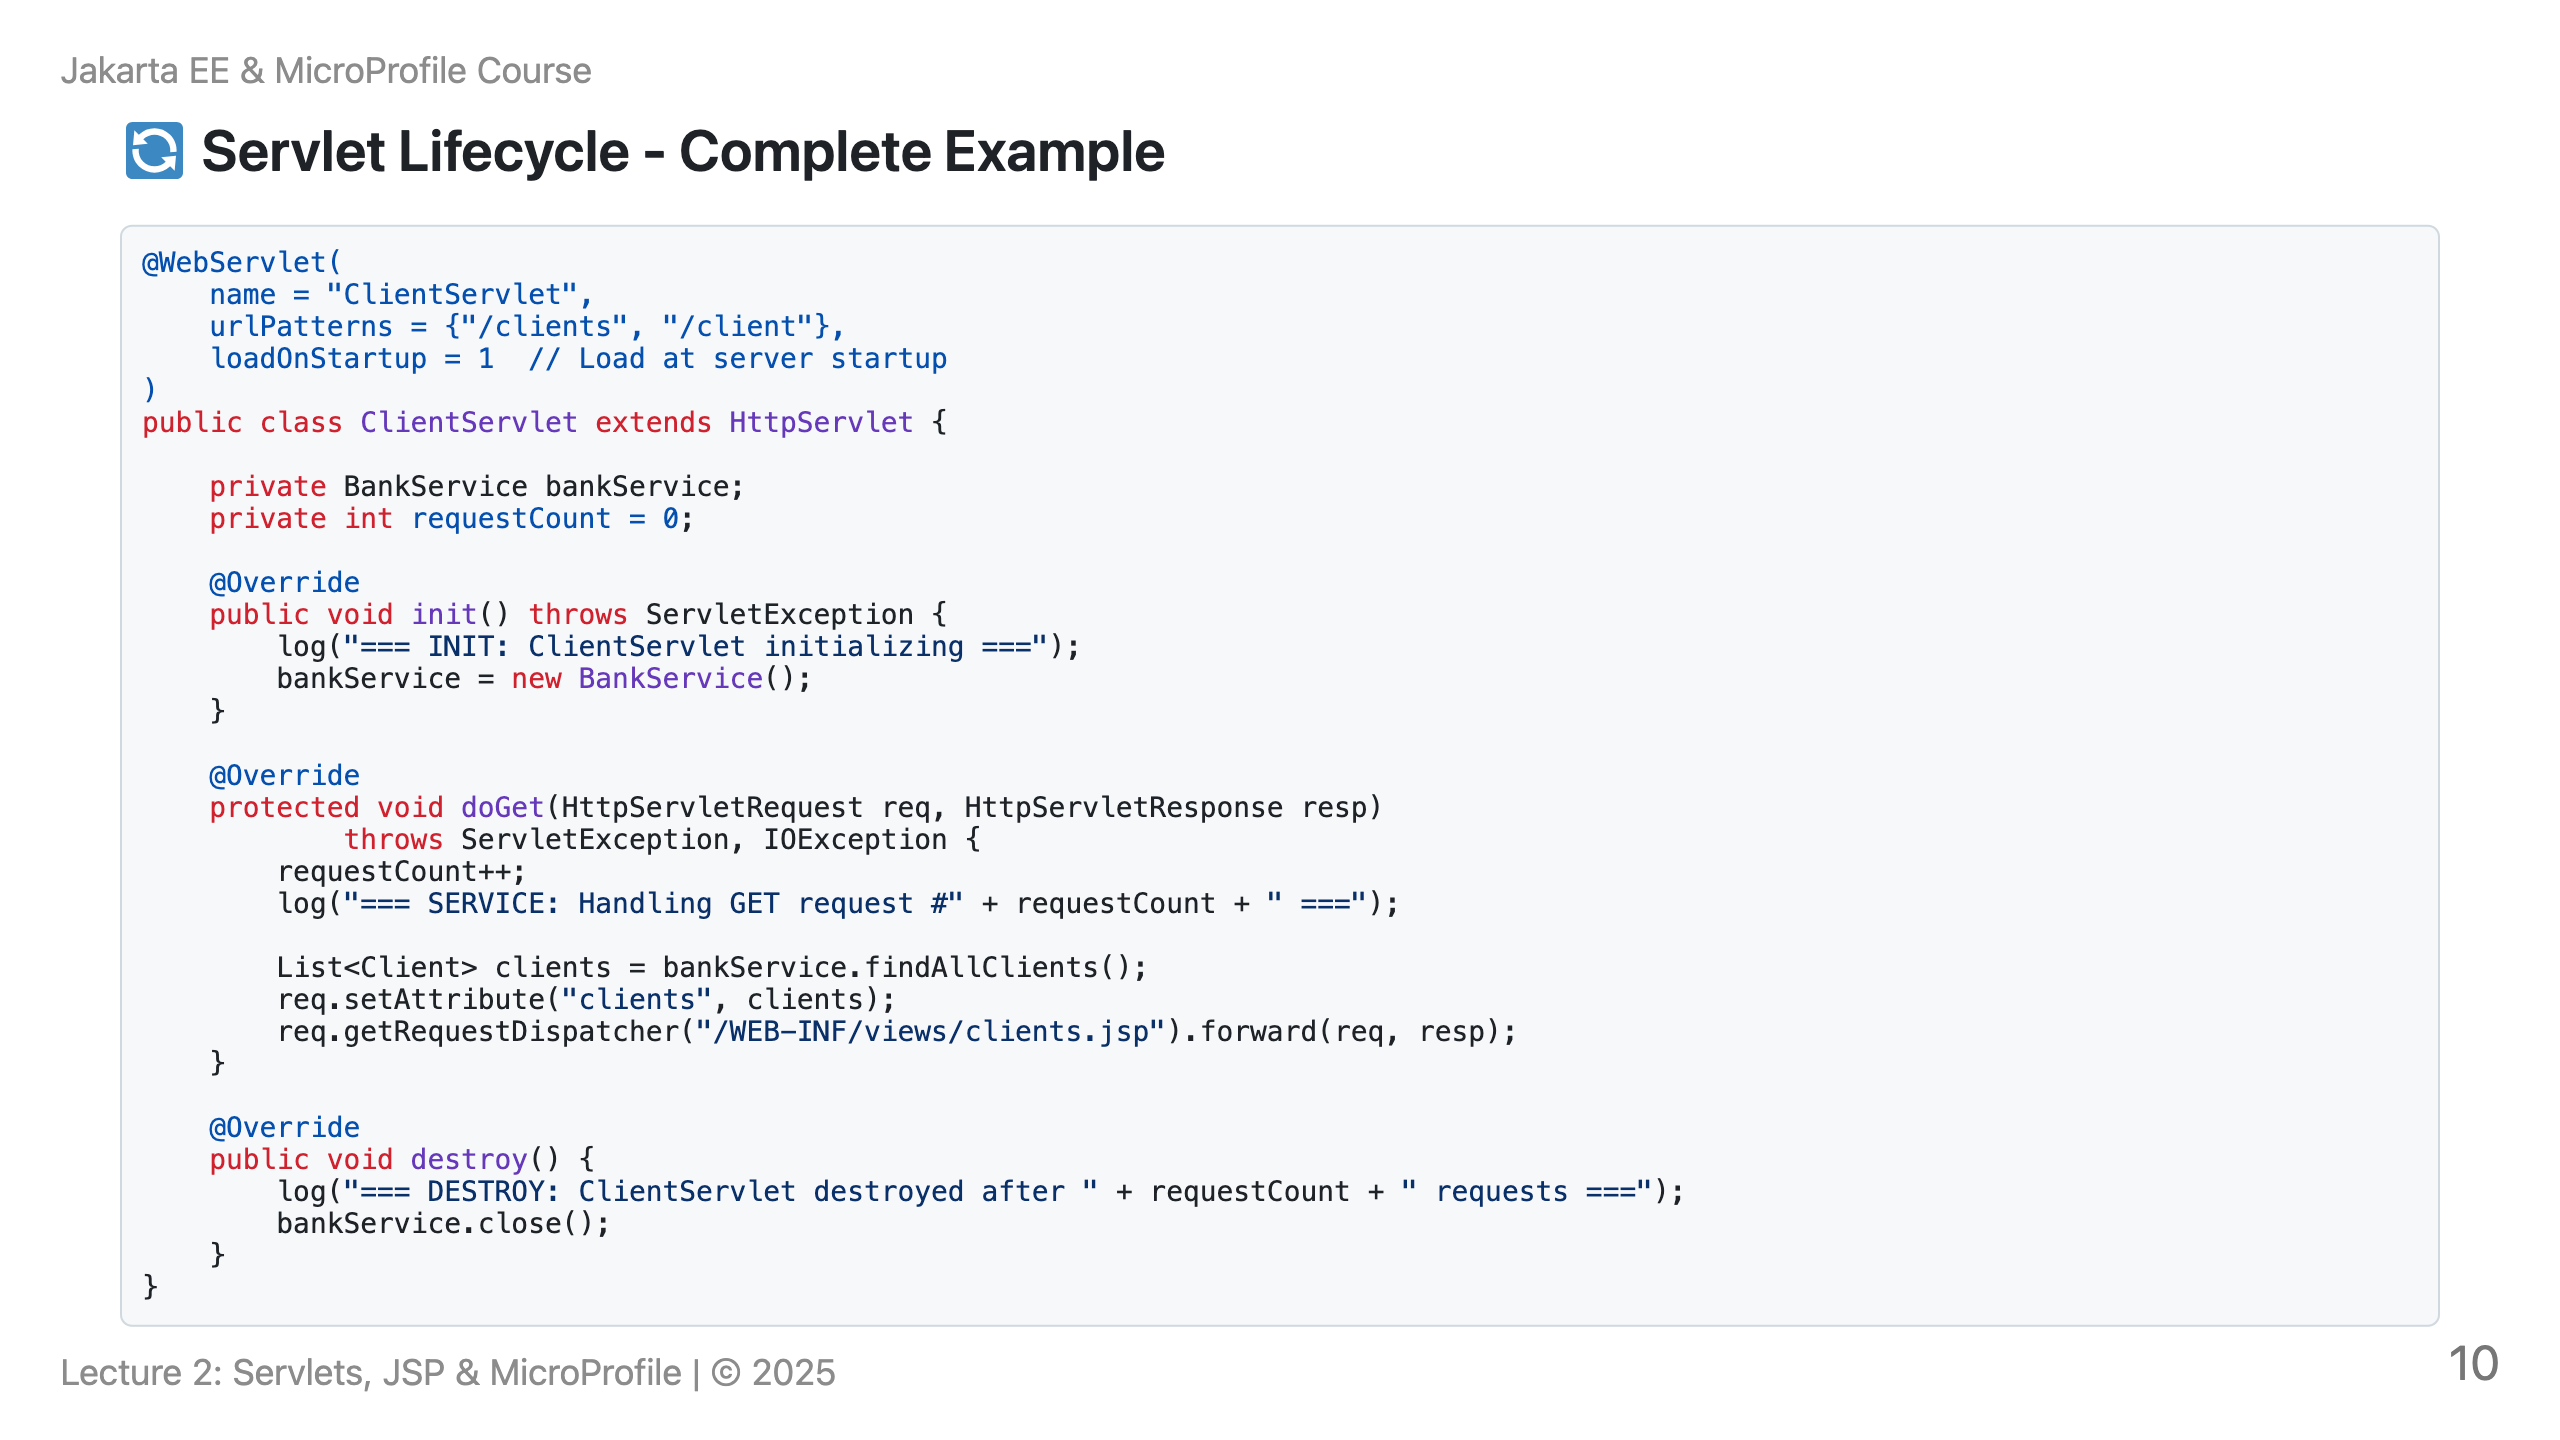 Jakarta EE & MicroProfile Course
🔄 Servlet Lifecycle - Complete Example
@WebServlet(
    name = "ClientServlet",
    urlPatterns = {"/clients", "/client"},
    loadOnStartup = 1  // Load at server startup
)
public class ClientServlet extends HttpServlet {
    private BankService bankService;
    private int requestCount = 0;
    @Override
    public void init() throws ServletException {
        log("=== INIT: ClientServlet initializing ===");
        bankService = new BankService();
    }
    @Override
    protected void doGet(HttpServletRequest req, HttpServletResponse resp)
            throws ServletException, IOException {
        requestCount++;
        log("=== SERVICE: Handling GET request #" + requestCount + " ===");
        List<Client> clients = bankService.findAllClients();
        req.setAttribute("clients", clients);
        req.getRequestDispatcher("/WEB-INF/views/clients.jsp").forward(req, resp);
    }
    @Override
    public void destroy() {
        log("=== DESTROY: ClientServlet destroyed after " + requestCount + " requests ===");
        bankService.close();
    }
}
Lecture 2: Servlets, JSP & MicroProfile | © 2025
10